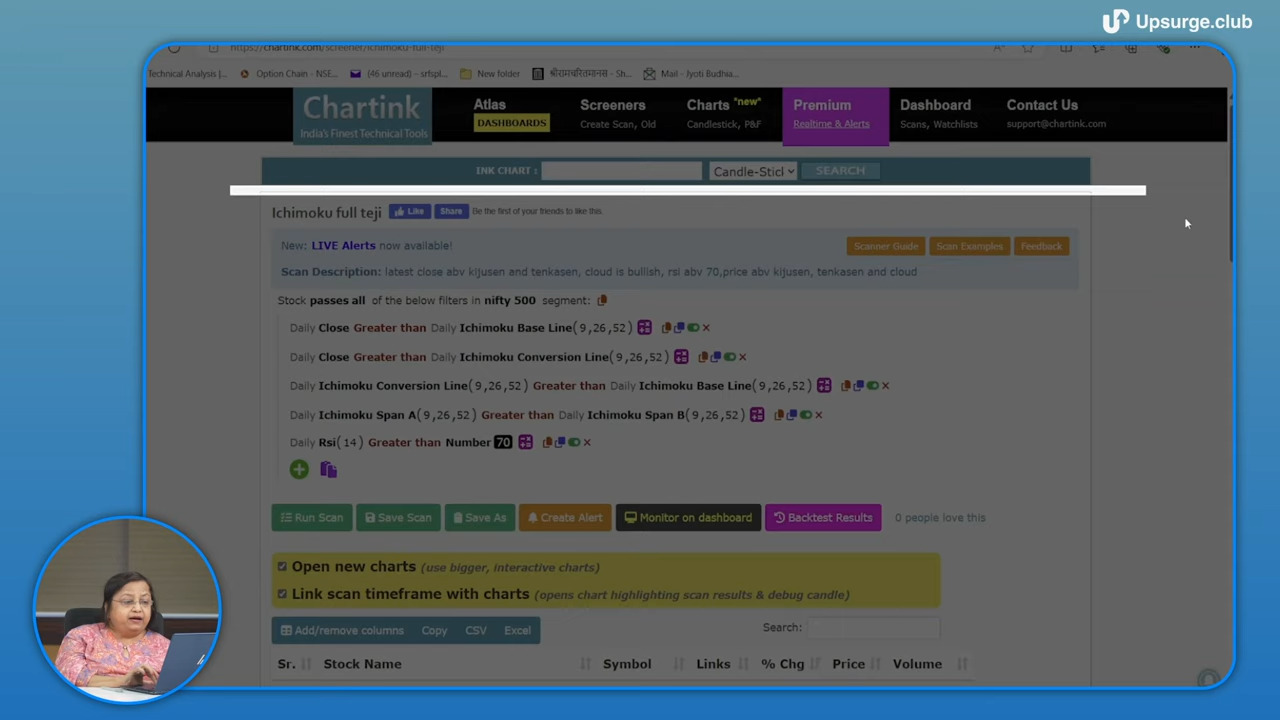 Upsurge.club
https://chartink.com/screener/ichimoku-full-teji
Technical Analysis |... Option Chain - NSE... (46 unread) - srfspl... New folder श्रीरामचरितमानस - Sh... Mail - Jyoti Budhia...
Chartink
India's Finest Technical Tools
Atlas
DASHBOARDS
Screeners
Create Scan, Old
Charts *new*
Candlestick, P&F
Premium
Realtime & Alerts
Dashboard
Scans, Watchlists
Contact Us
support@chartink.com
INK CHART : Candle-Stick SEARCH
Ichimoku full teji Like Share Be the first of your friends to like this.
New: LIVE Alerts now available! Scanner Guide Scan Examples Feedback
Scan Description: latest close abv kijusen and tenkasen, cloud is bullish, rsi abv 70,price abv kijusen, tenkasen and cloud
Stock passes all of the below filters in nifty 500 segment:
Daily Close Greater than Daily Ichimoku Base Line(9,26,52)
Daily Close Greater than Daily Ichimoku Conversion Line(9,26,52)
Daily Ichimoku Conversion Line(9,26,52) Greater than Daily Ichimoku Base Line(9,26,52)
Daily Ichimoku Span A(9,26,52) Greater than Daily Ichimoku Span B(9,26,52)
Daily Rsi(14) Greater than Number 70
Run Scan Save Scan Save As Create Alert Monitor on dashboard Backtest Results 0 people love this
Open new charts (use bigger, interactive charts)
Link scan timeframe with charts (opens chart highlighting scan results & debug candle)
Add/remove columns Copy CSV Excel Search:
Sr. Stock Name Symbol Links % Chg Price Volume